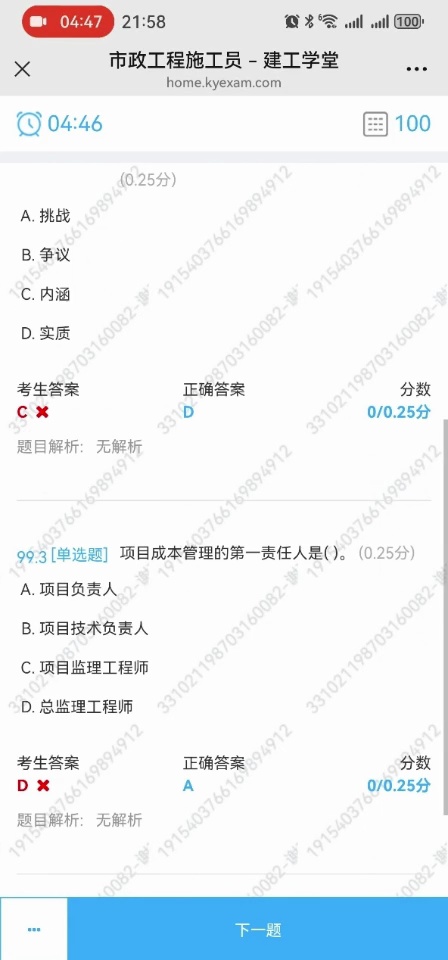 04:47 21:58 6 100
市政工程施工员 – 建工学堂
home.kyexam.com
04:46 100
(0.25分)
A. 挑战
B. 争议
C. 内涵
D. 实质
考生答案 正确答案 分数
C D 0/0.25分
题目解析: 无解析
99.3 [单选题] 项目成本管理的第一责任人是( )。 (0.25分)
A. 项目负责人
B. 项目技术负责人
C. 项目监理工程师
D. 总监理工程师
考生答案 正确答案 分数
D A 0/0.25分
题目解析: 无解析
下一题